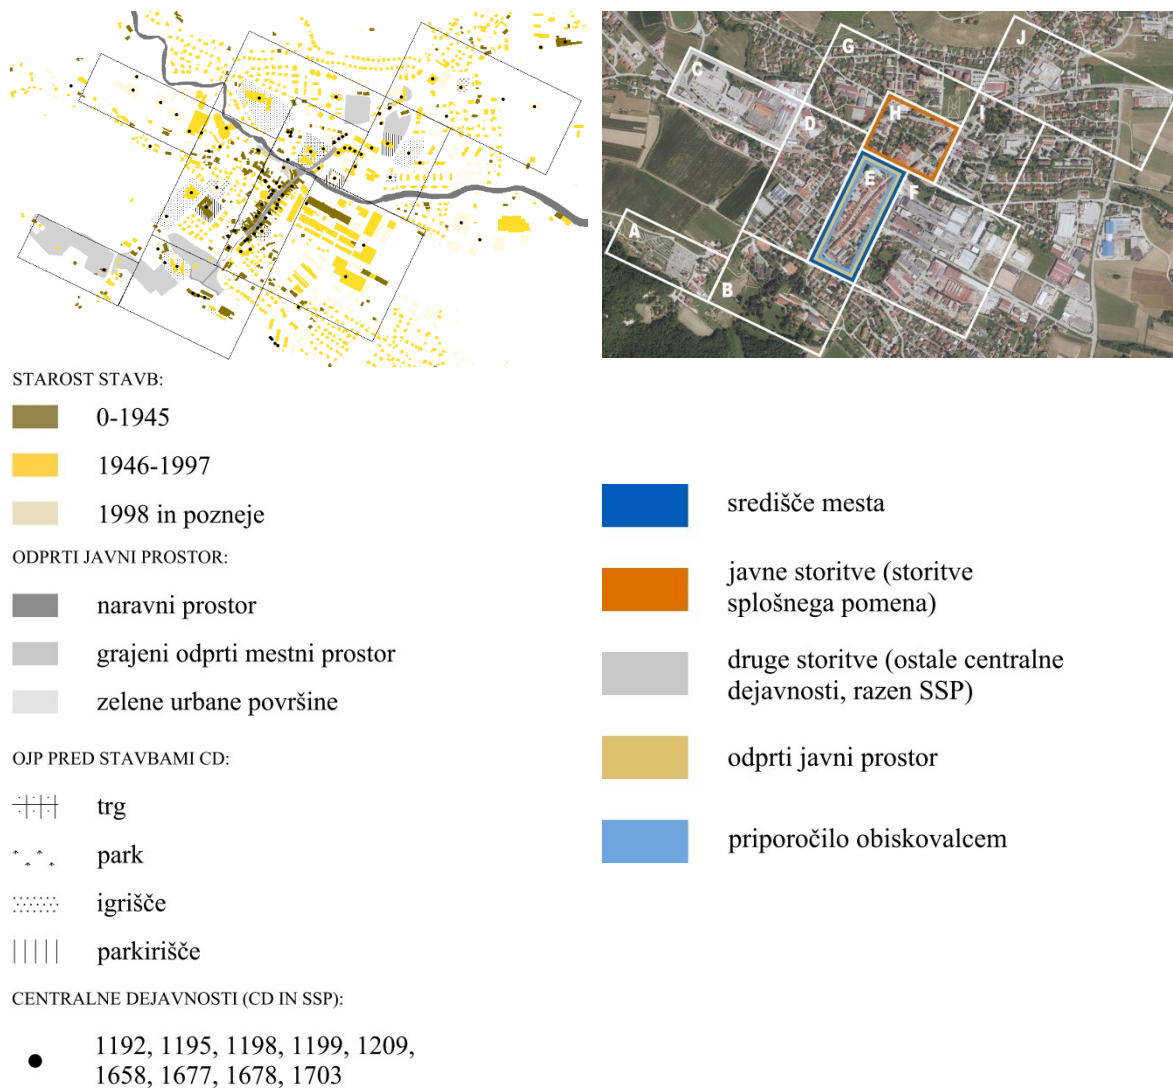 G
J
C
H
D
I
E
F
A
B
STAROST STAVB:
0-1945
1946-1997
1998 in pozneje
ODPRTI JAVNI PROSTOR:
naravni prostor
grajeni odprti mestni prostor
zelene urbane površine
OJP PRED STAVBAMI CD:
trg
park
igrišče
parkirišče
CENTRALNE DEJAVNOSTI (CD IN SSP):
1192, 1195, 1198, 1199, 1209,
1658, 1677, 1678, 1703
središče mesta
javne storitve (storitve
splošnega pomena)
druge storitve (ostale centralne
dejavnosti, razen SSP)
odprti javni prostor
priporočilo obiskovalcem